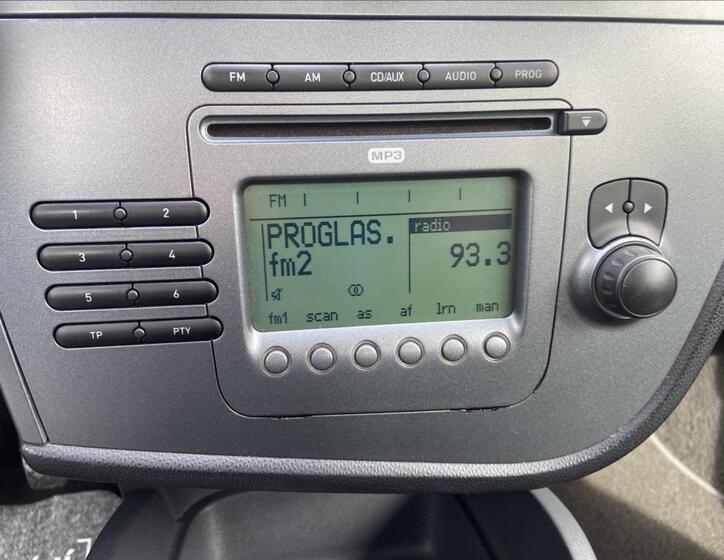 FM AM CD/AUX AUDIO PROG
MP3
FM
PROGLAS. radio
fm2 93.3
fm1 scan as af lrn man
1 2
3 4
5 6
TP PTY